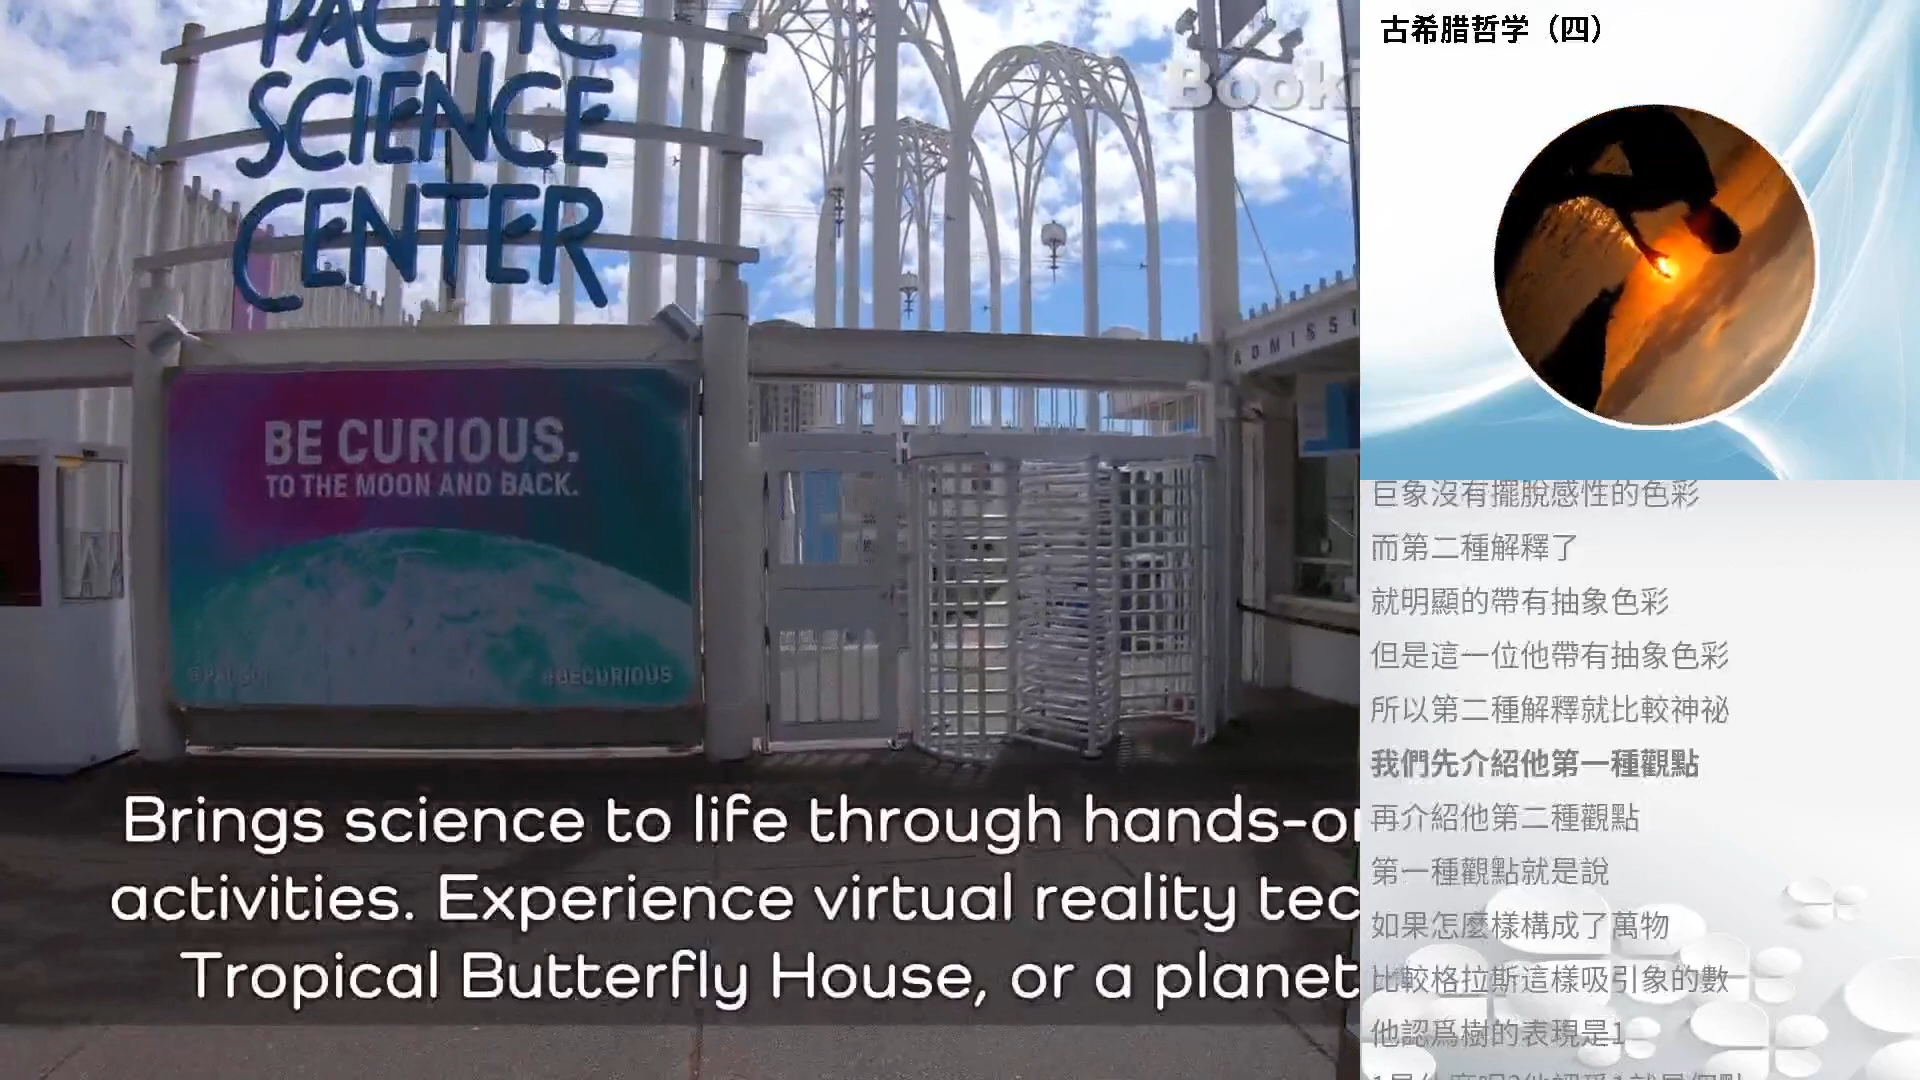 PACIFIC
SCIENCE
CENTER
Booki
ADMISSI
BE CURIOUS.
TO THE MOON AND BACK.
#BECURIOUS
Brings science to life through hands-on
activities. Experience virtual reality tec
Tropical Butterfly House, or a planet
古希腊哲学（四）
巨象沒有擺脫感性的色彩
而第二種解釋了
就明顯的帶有抽象色彩
但是這一位他帶有抽象色彩
所以第二種解釋就比較神祕
我們先介紹他第一種觀點
再介紹他第二種觀點
第一種觀點就是說
如果怎麼樣構成了萬物
比較格拉斯這樣吸引象的數
他認爲樹的表現是1